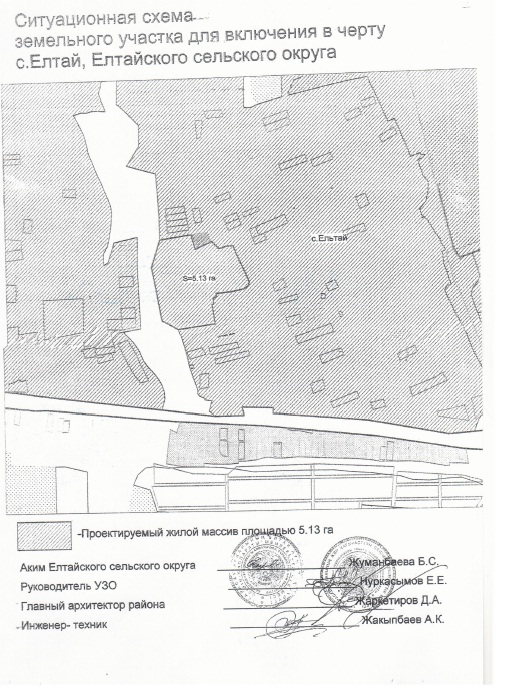 Ситуационная схема
земельного участка для включения в черту
с.Елтай, Елтайского сельского округа
с.Ельтай
S=5.13 га
-Проектируемый жилой массив площадью 5.13 га
Аким Елтайского сельского округа Жуманбаева Б.С.
Руководитель УЗО Нуркасымов Е.Е.
Главный архитектор района Жаркетиров Д.А.
Инженер- техник Жакыпбаев А.К.